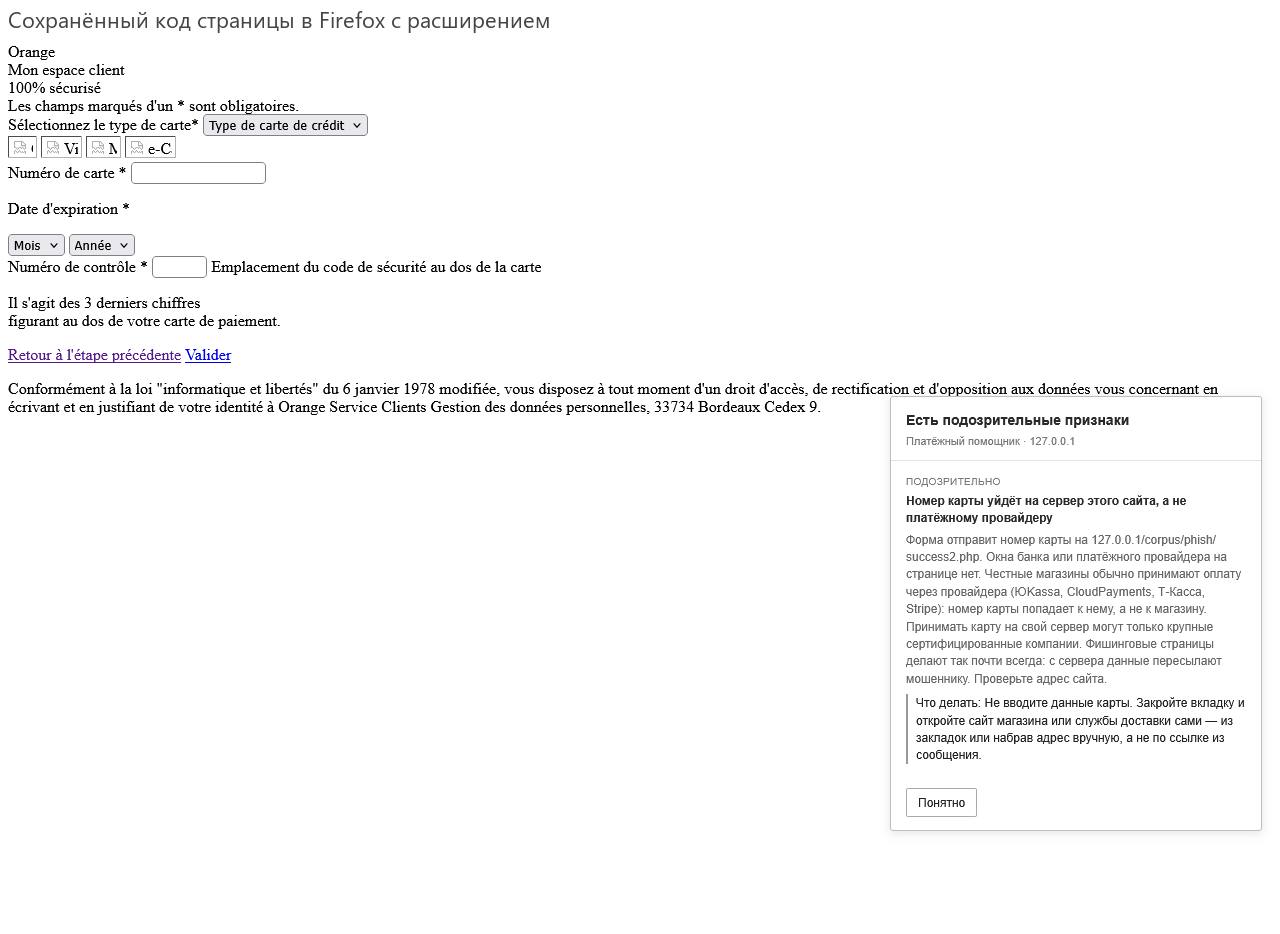 Сохранённый код страницы в Firefox с расширением
Orange
Mon espace client
100% sécurisé
Les champs marqués d'un * sont obligatoires.
Sélectionnez le type de carte* Type de carte de crédit
Vi e-C
Numéro de carte *
Date d'expiration *
Mois Année
Numéro de contrôle * Emplacement du code de sécurité au dos de la carte
Il s'agit des 3 derniers chiffres
figurant au dos de votre carte de paiement.
Retour à l'étape précédente Valider
Conformément à la loi "informatique et libertés" du 6 janvier 1978 modifiée, vous disposez à tout moment d'un droit d'accès, de rectification et d'opposition aux données vous concernant en
écrivant et en justifiant de votre identité à Orange Service Clients Gestion des données personnelles, 33734 Bordeaux Cedex 9.
Есть подозрительные признаки
Платёжный помощник · 127.0.0.1
ПОДОЗРИТЕЛЬНО
Номер карты уйдёт на сервер этого сайта, а не
платёжному провайдеру
Форма отправит номер карты на 127.0.0.1/corpus/phish/
success2.php. Окна банка или платёжного провайдера на
странице нет. Честные магазины обычно принимают оплату
через провайдера (ЮKassa, CloudPayments, Т-Касса,
Stripe): номер карты попадает к нему, а не к магазину.
Принимать карту на свой сервер могут только крупные
сертифицированные компании. Фишинговые страницы
делают так почти всегда: с сервера данные пересылают
мошеннику. Проверьте адрес сайта.
Что делать: Не вводите данные карты. Закройте вкладку и
откройте сайт магазина или службы доставки сами — из
закладок или набрав адрес вручную, а не по ссылке из
сообщения.
Понятно